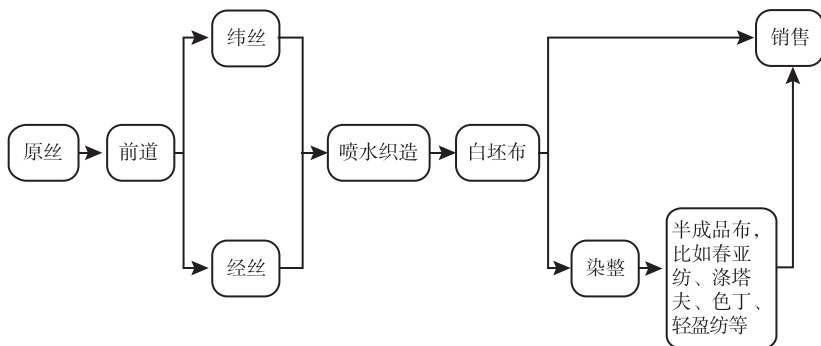 纬丝
销售
原丝
前道
喷水织造
白坯布
经丝
染整
半成品布，
比如春亚
纺、涤塔
夫、色丁、
轻盈纺等